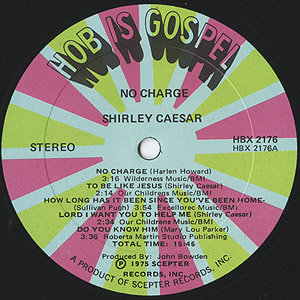 HOB IS GOSPEL
NO CHARGE
SHIRLEY CAESAR
STEREO
HBX 2176
HBX 2176A
NO CHARGE (Harlen Howard)
3:16 Wilderness Music/BMI
TO BE LIKE JESUS (Shirley Caesar)
2:14 Our Childrens Music/BMI
HOW LONG HAS IT BEEN SINCE YOU'VE BEEN HOME-
(Sullivan Pugh) 3:54 Excellorec Music/BMI
LORD I WANT YOU TO HELP ME (Shirley Caesar)
2:34 Our Childrens Music/BMI
DO YOU KNOW HIM (Mary Lou Parker)
3:36 Roberta Martin Studio Publishing
TOTAL TIME: 15:46
Produced By: John Bowden
Ⓟ 1975 SCEPTER
RECORDS, INC.
A PRODUCT OF SCEPTER RECORDS, INC.